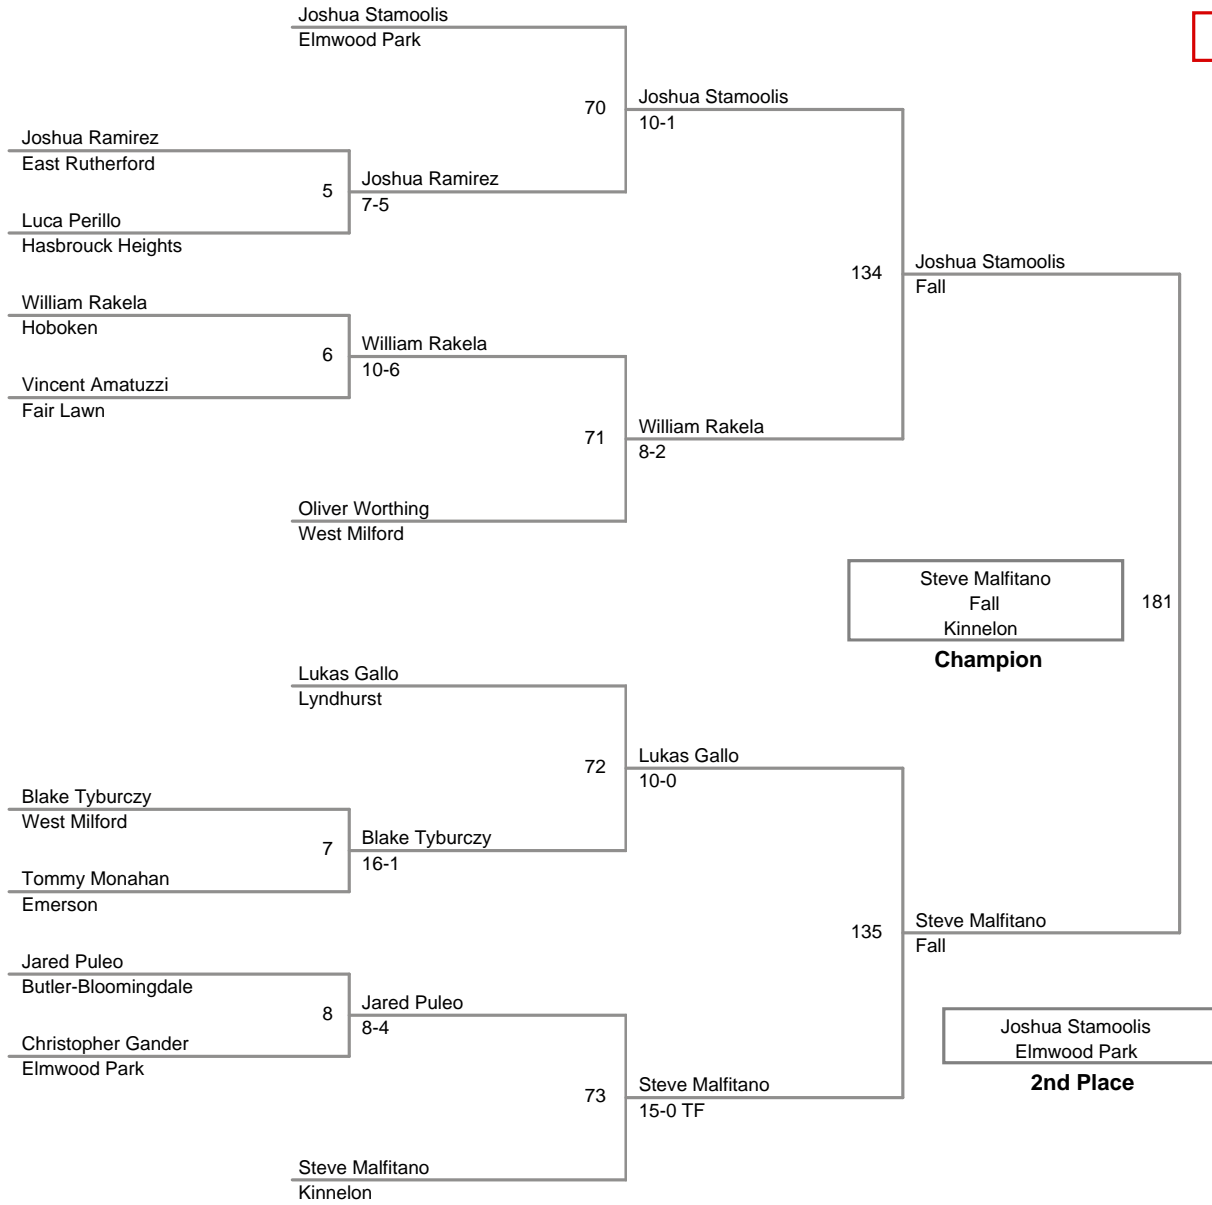 Joshua Stamoolis
Elmwood Park
70
Joshua Stamoolis
10-1
Joshua Ramirez
East Rutherford
5
Joshua Ramirez
7-5
Luca Perillo
Hasbrouck Heights
134
Joshua Stamoolis
Fall
William Rakela
Hoboken
6
William Rakela
10-6
Vincent Amatuzzi
Fair Lawn
71
William Rakela
8-2
Oliver Worthing
West Milford
Steve Malfitano
Fall
Kinnelon
181
Champion
Lukas Gallo
Lyndhurst
72
Lukas Gallo
10-0
Blake Tyburczy
West Milford
7
Blake Tyburczy
16-1
Tommy Monahan
Emerson
135
Steve Malfitano
Fall
Jared Puleo
Butler-Bloomingdale
8
Jared Puleo
8-4
Christopher Gander
Elmwood Park
Joshua Stamoolis
Elmwood Park
2nd Place
73
Steve Malfitano
15-0 TF
Steve Malfitano
Kinnelon